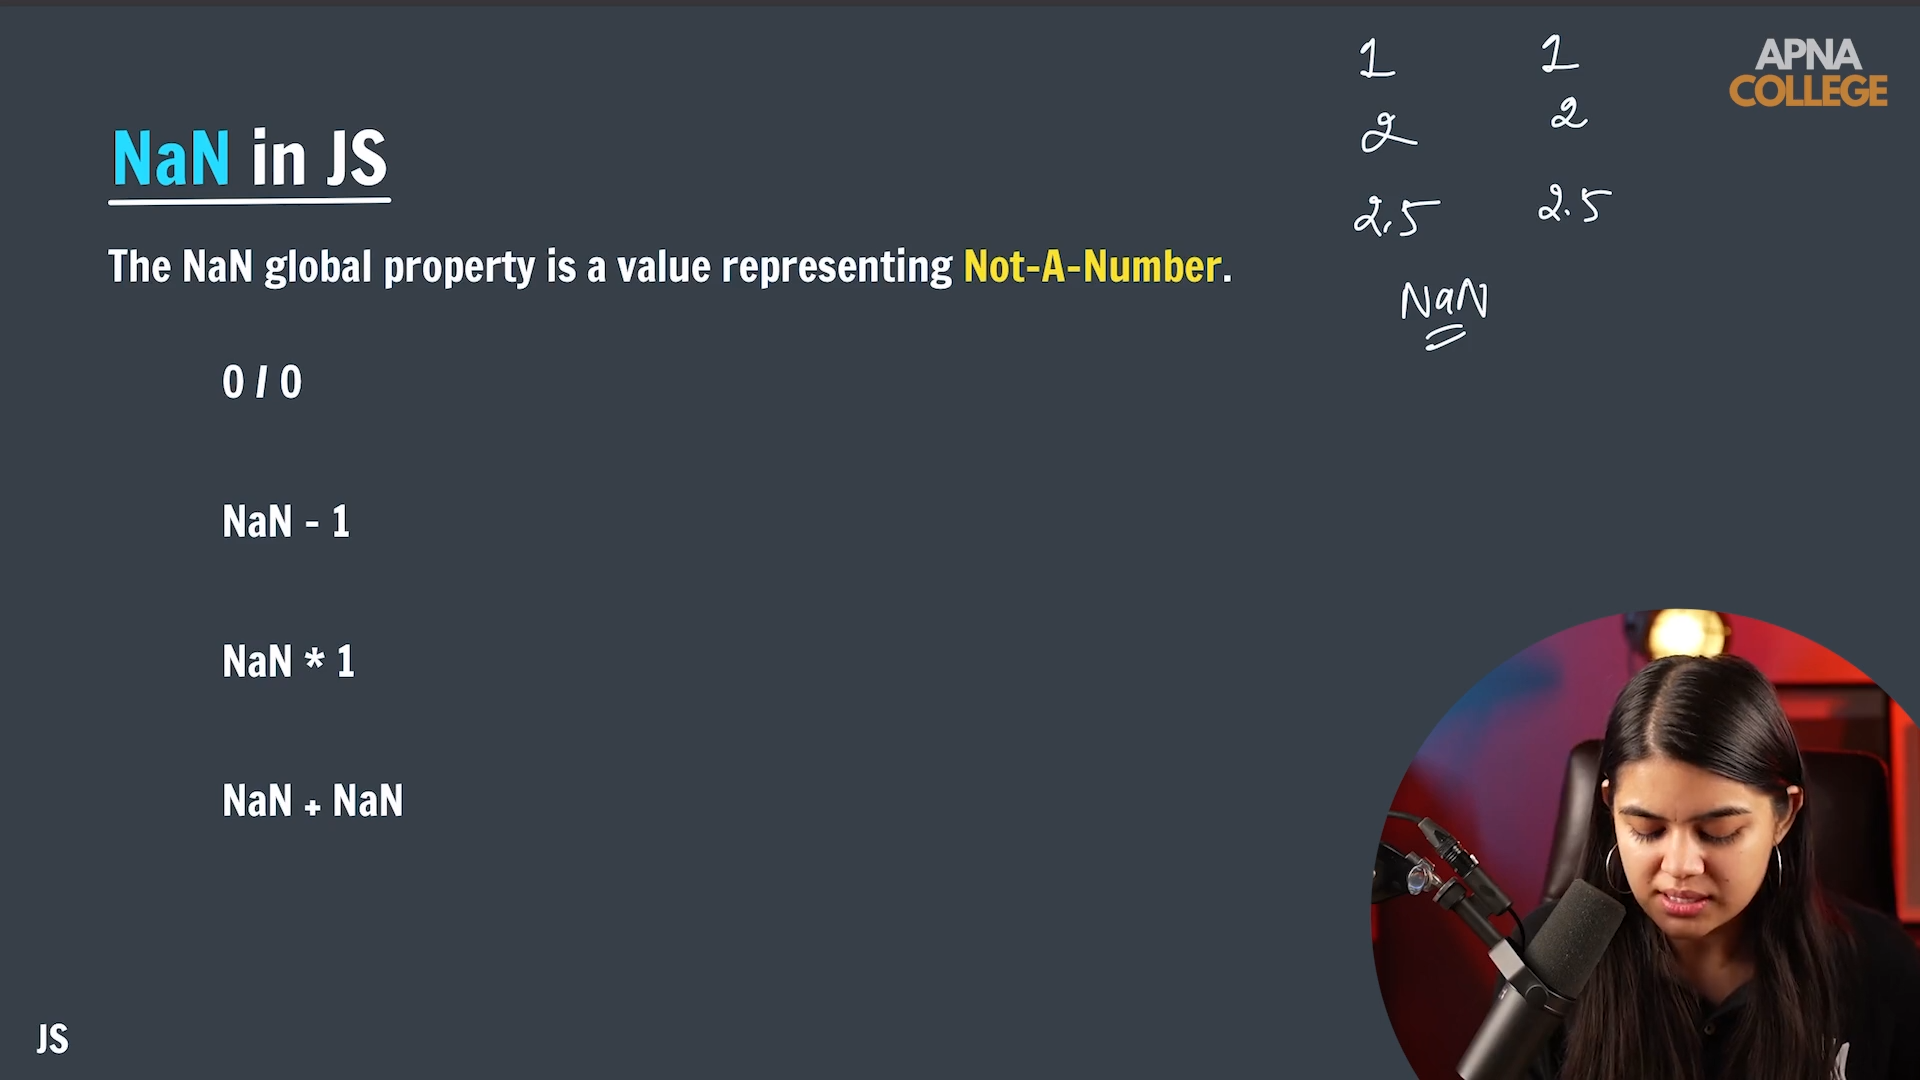 APNA
COLLEGE
NaN in JS
The NaN global property is a value representing Not-A-Number.
0 / 0
NaN - 1
NaN * 1
NaN + NaN
1 1
2 2
2.5 2.5
NaN
JS